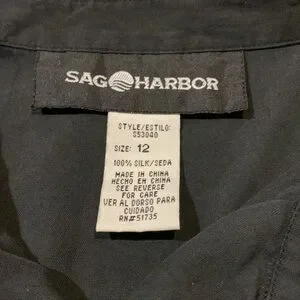 SAG HARBOR
STYLE/ESTILO:
S53040
SIZE: 12
100% SILK/SEDA
MADE IN CHINA
HECHO EN CHINA
SEE REVERSE
FOR CARE
VER AL DORSO PARA
CUIDADO
RN#51735